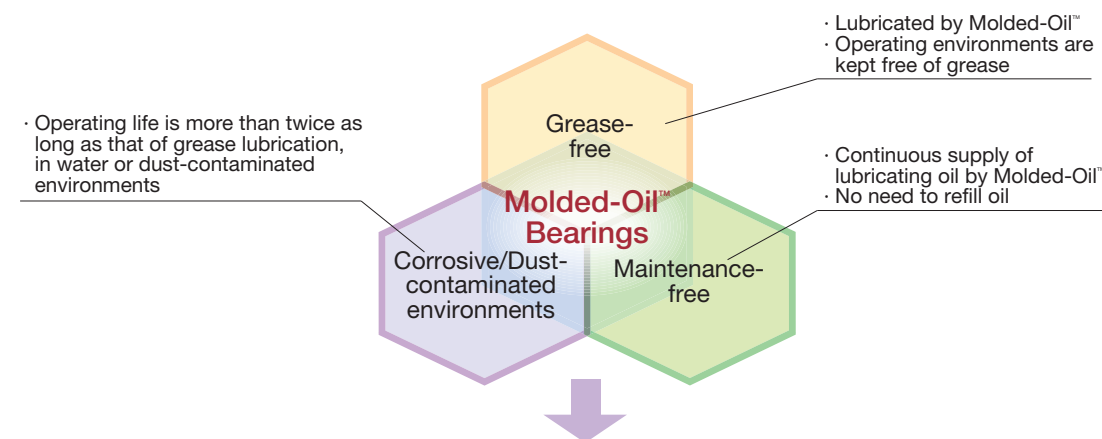 · Lubricated by Molded-Oil™
· Operating environments are
kept free of grease
· Operating life is more than twice as
long as that of grease lubrication,
in water or dust-contaminated
environments
Grease-
free
· Continuous supply of
lubricating oil by Molded-Oil™
· No need to refill oil
Molded-Oil™
Bearings
Corrosive/Dust-
contaminated
environments
Maintenance-
free